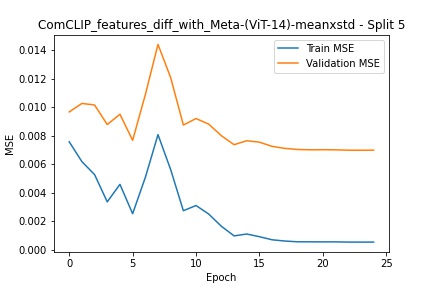 ComCLIP_features_diff_with_Meta-(ViT-14)-meanxstd - Split 5
Train MSE
Validation MSE
0.014
0.012
0.010
0.008
0.006
0.004
0.002
0.000
MSE
0
5
10
15
20
25
Epoch